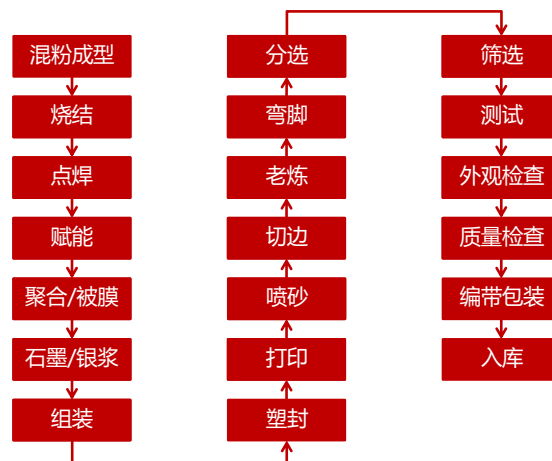 混粉成型
烧结
点焊
赋能
聚合/被膜
石墨/银浆
组装
塑封
打印
喷砂
切边
老炼
弯脚
分选
筛选
测试
外观检查
质量检查
编带包装
入库